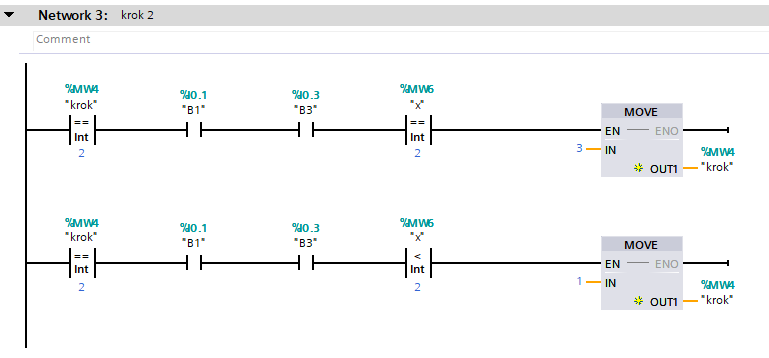 Network 3: krok 2
Comment
%MW4 %I0.1 %I0.3 %MW6
"krok" "B1" "B3" "x"
== ==
Int Int
2 2
MOVE
EN ENO
3 IN
%MW4
OUT1 "krok"
%MW4 %I0.1 %I0.3 %MW6
"krok" "B1" "B3" "x"
== <
Int Int
2 2
MOVE
EN ENO
1 IN
%MW4
OUT1 "krok"